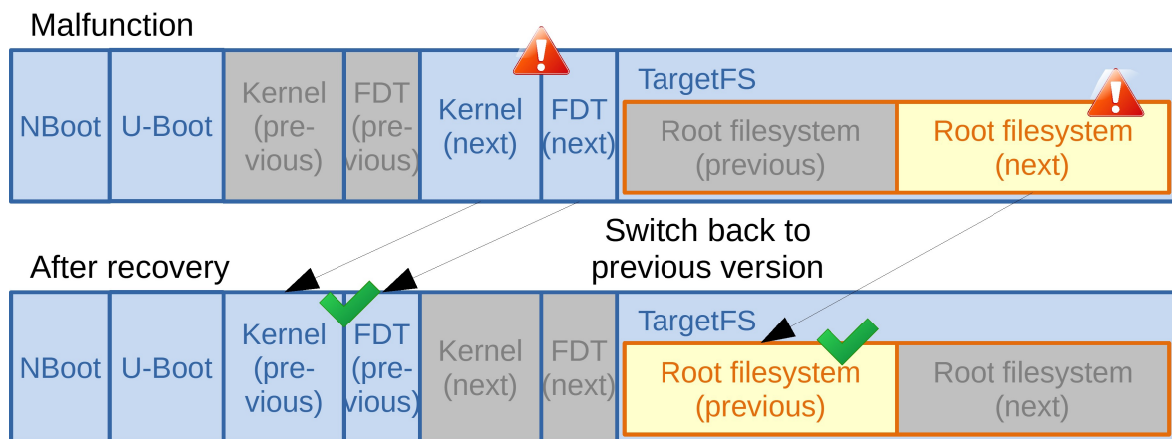 Malfunction
NBoot
U-Boot
Kernel
(pre-
vious)
FDT
(pre-
vious)
Kernel
(next)
FDT
(next)
TargetFS
Root filesystem
(previous)
Root filesystem
(next)
Switch back to
previous version
After recovery
NBoot
U-Boot
Kernel
(pre-
vious)
FDT
(pre-
vious)
Kernel
(next)
FDT
(next)
TargetFS
Root filesystem
(previous)
Root filesystem
(next)